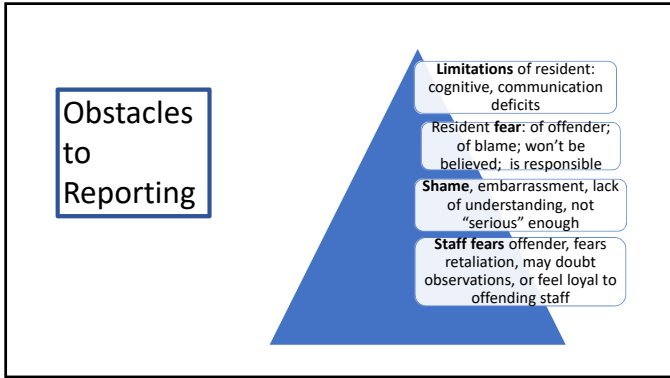 Obstacles
to
Reporting
Limitations of resident:
cognitive, communication
deficits
Resident fear: of offender;
of blame; won't be
believed;  is responsible
Shame, embarrassment, lack
of understanding, not
“serious” enough
Staff fears offender, fears
retaliation, may doubt
observations, or feel loyal to
offending staff